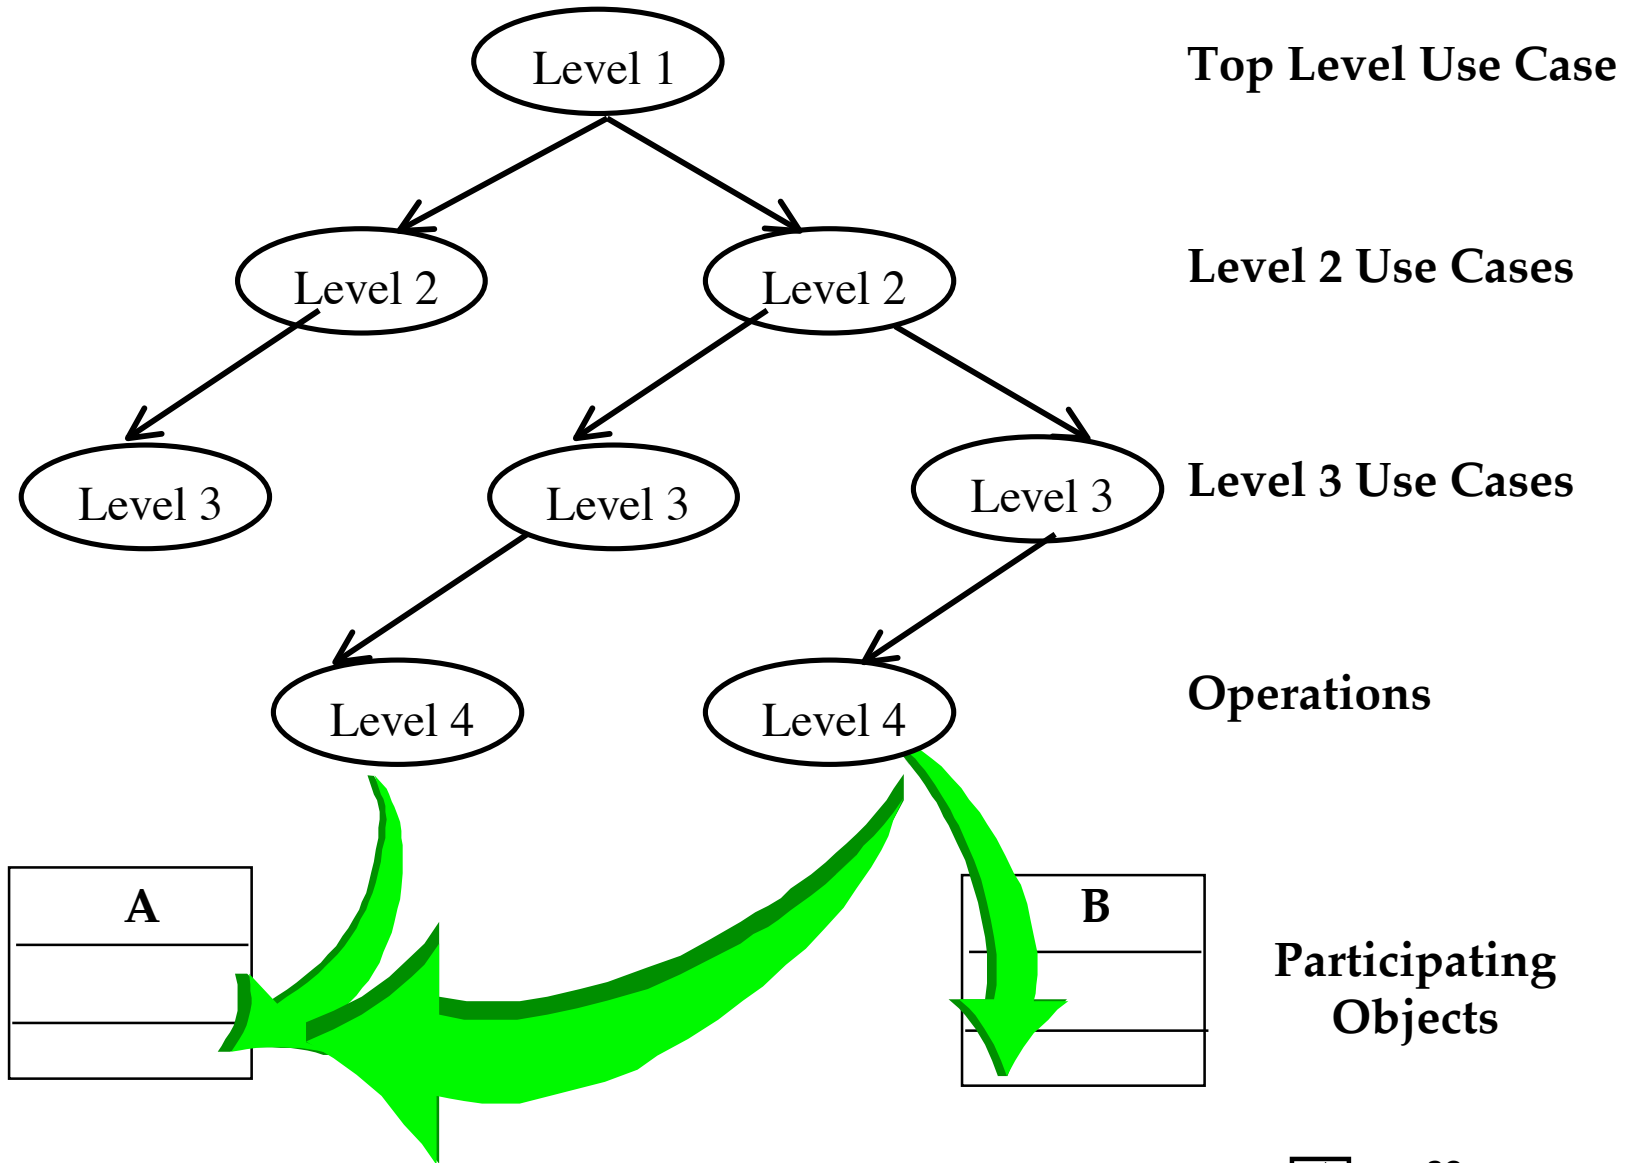 Level 1
Top Level Use Case
Level 2
Level 2
Level 2 Use Cases
Level 3
Level 3
Level 3
Level 3 Use Cases
Level 4
Level 4
Operations
A
B
Participating
Objects